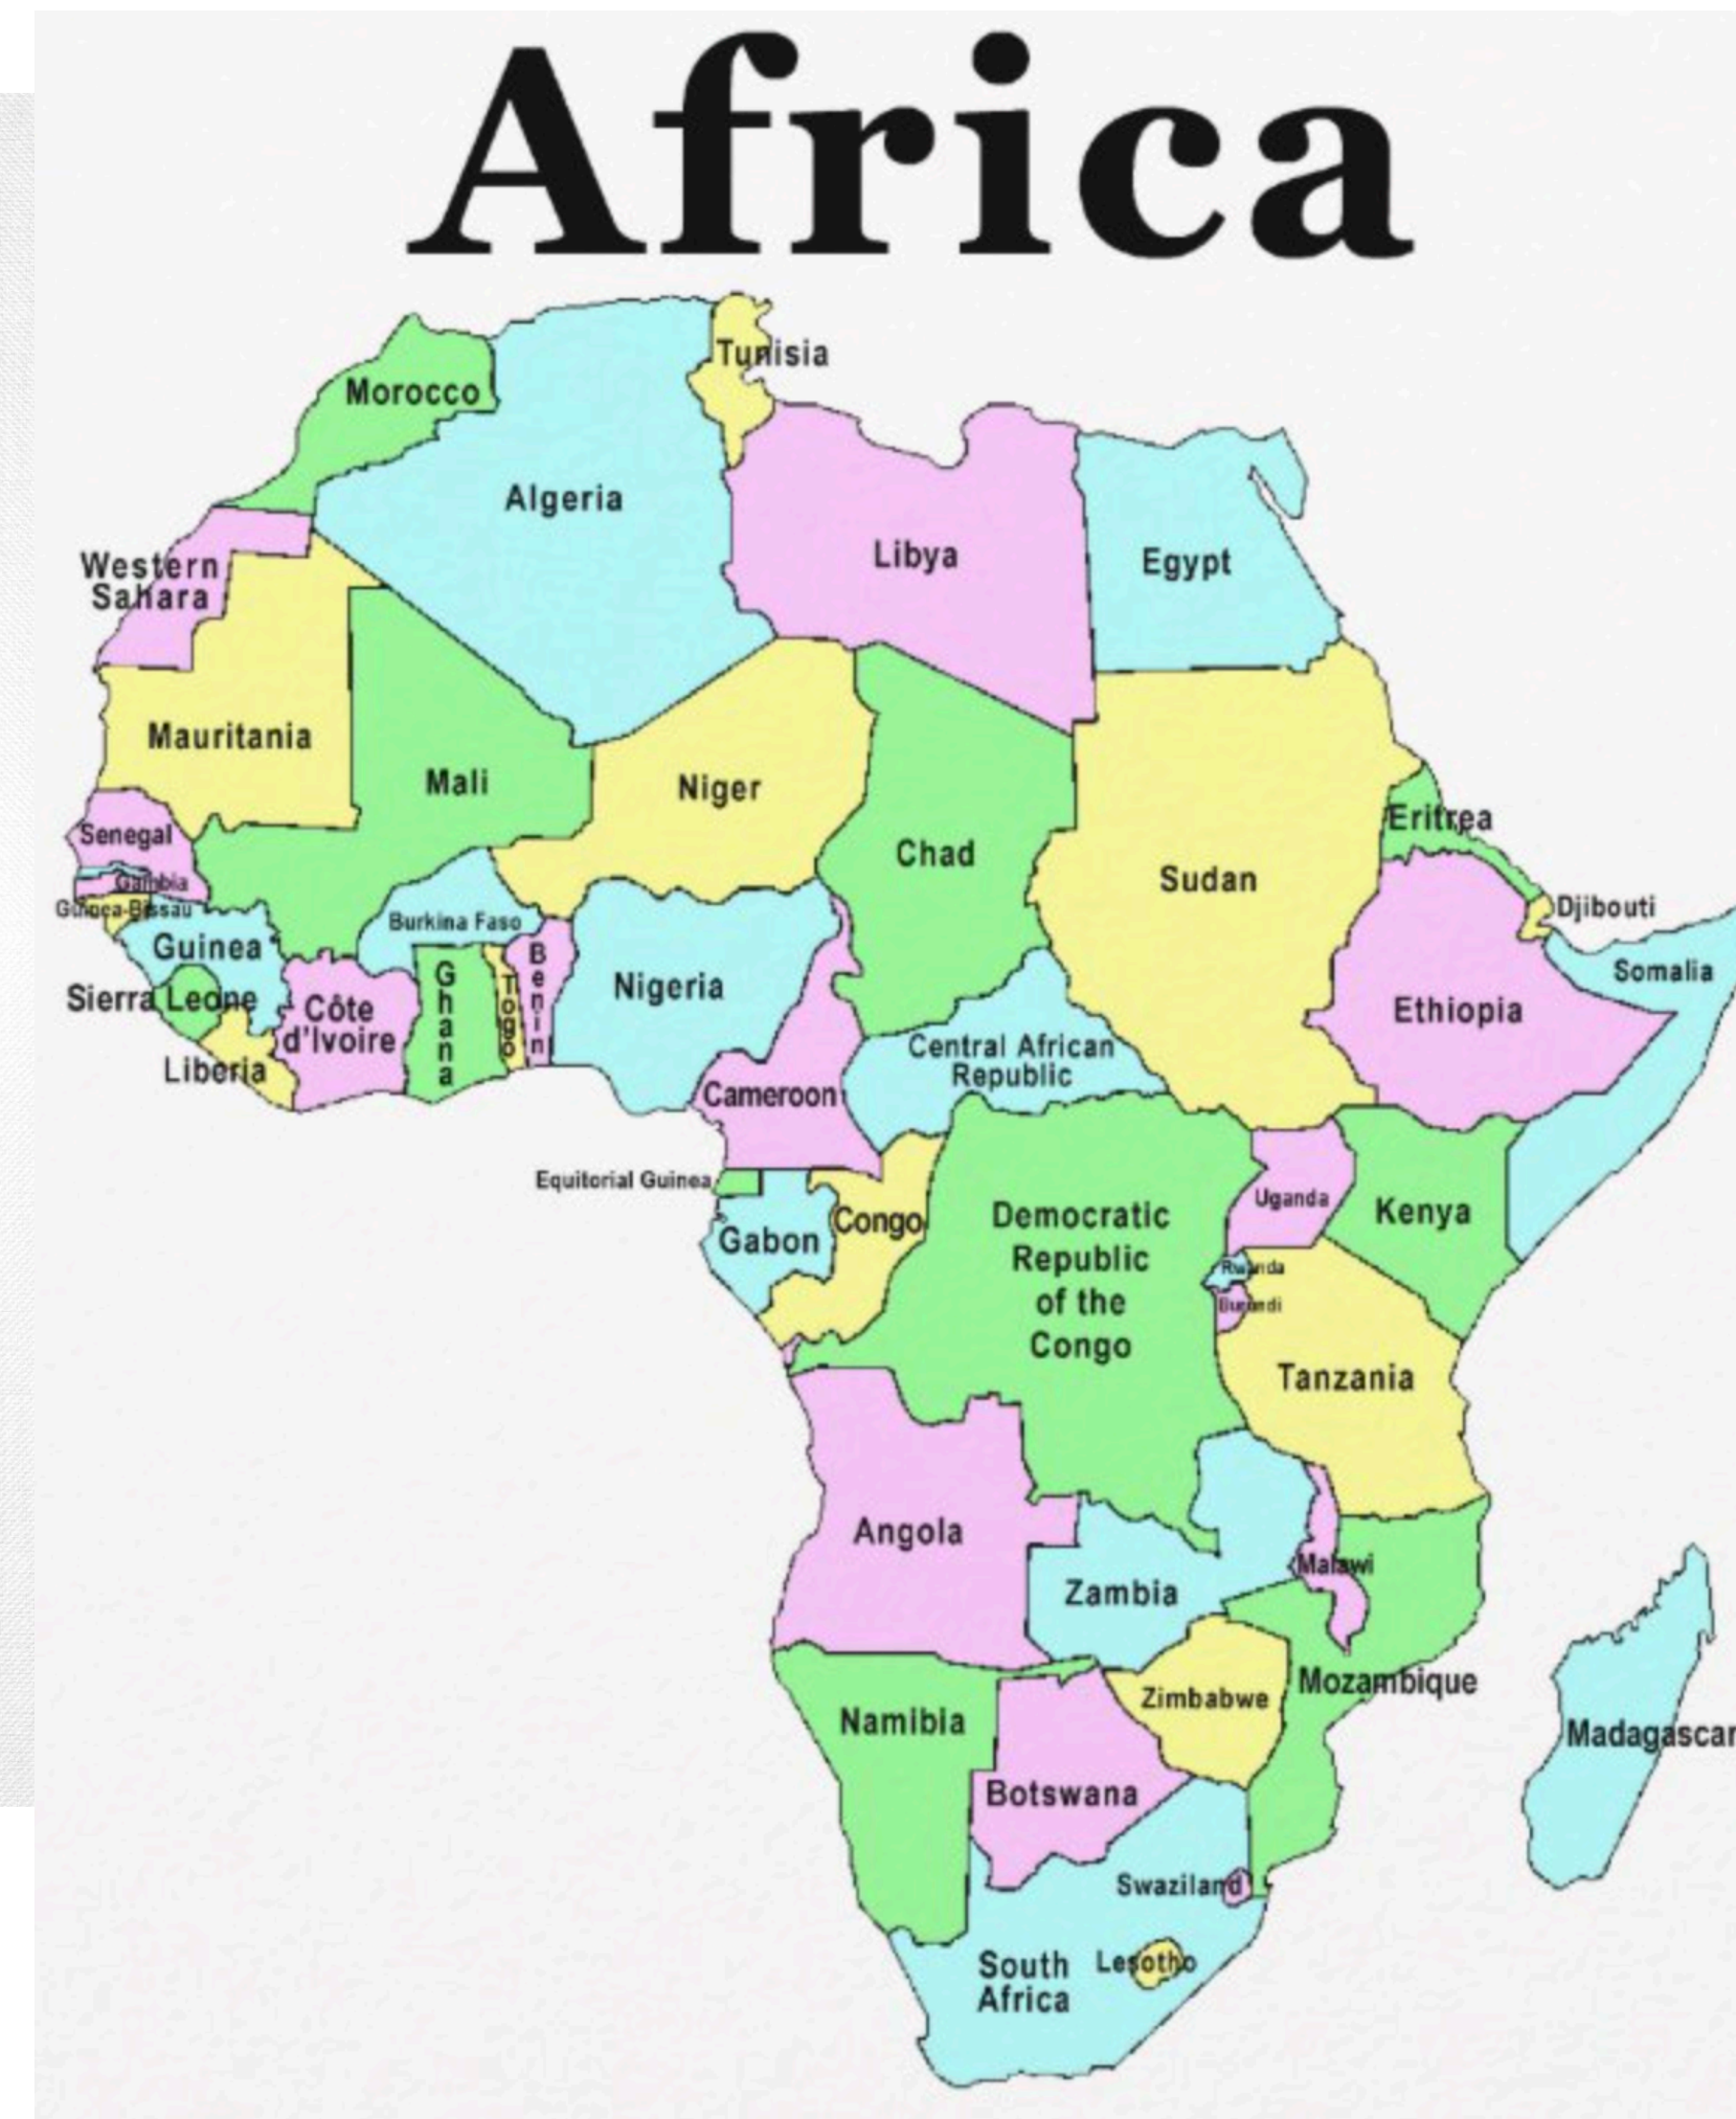 Africa
Tunisia
Morocco
Algeria
Libya
Egypt
Western
Sahara
Mauritania
Mali
Niger
Chad
Sudan
Eritrea
Senegal
Gambia
Guinea-Bissau
Djibouti
Burkina Faso
Guinea
Benin
Ghana
Togo
Nigeria
Somalia
Sierra Leone
Côte
d'Ivoire
Ethiopia
Liberia
Central African
Republic
Cameroon
Equitorial Guinea
Gabon
Congo
Democratic
Republic
of the
Congo
Uganda
Kenya
Rwanda
Burundi
Tanzania
Angola
Malawi
Zambia
Mozambique
Zimbabwe
Namibia
Madagascar
Botswana
Swaziland
South
Africa
Lesotho